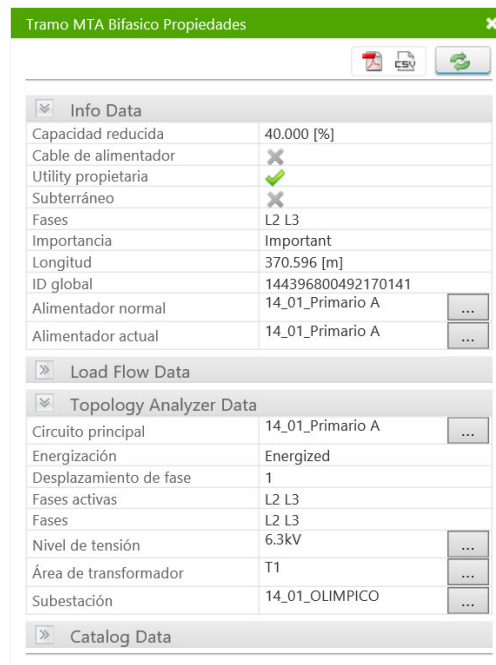 Tramo MTA Bifasico Propiedades
CSV
Info Data
Capacidad reducida 40.000 [%]
Cable de alimentador
Utility propietaria
Subterráneo
Fases L2 L3
Importancia Important
Longitud 370.596 [m]
ID global 144396800492170141
Alimentador normal 14_01_Primario A ...
Alimentador actual 14_01_Primario A ...
Load Flow Data
Topology Analyzer Data
Circuito principal 14_01_Primario A ...
Energización Energized
Desplazamiento de fase 1
Fases activas L2 L3
Fases L2 L3
Nivel de tensión 6.3kV ...
Área de transformador T1 ...
Subestación 14_01_OLIMPICO ...
Catalog Data